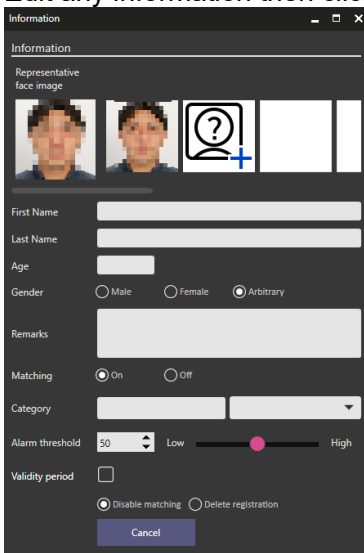 Information
Information
Representative
face image
First Name
Last Name
Age
Gender Male Female Arbitrary
Remarks
Matching On Off
Category
Alarm threshold 50 Low High
Validity period
Disable matching Delete registration
Cancel